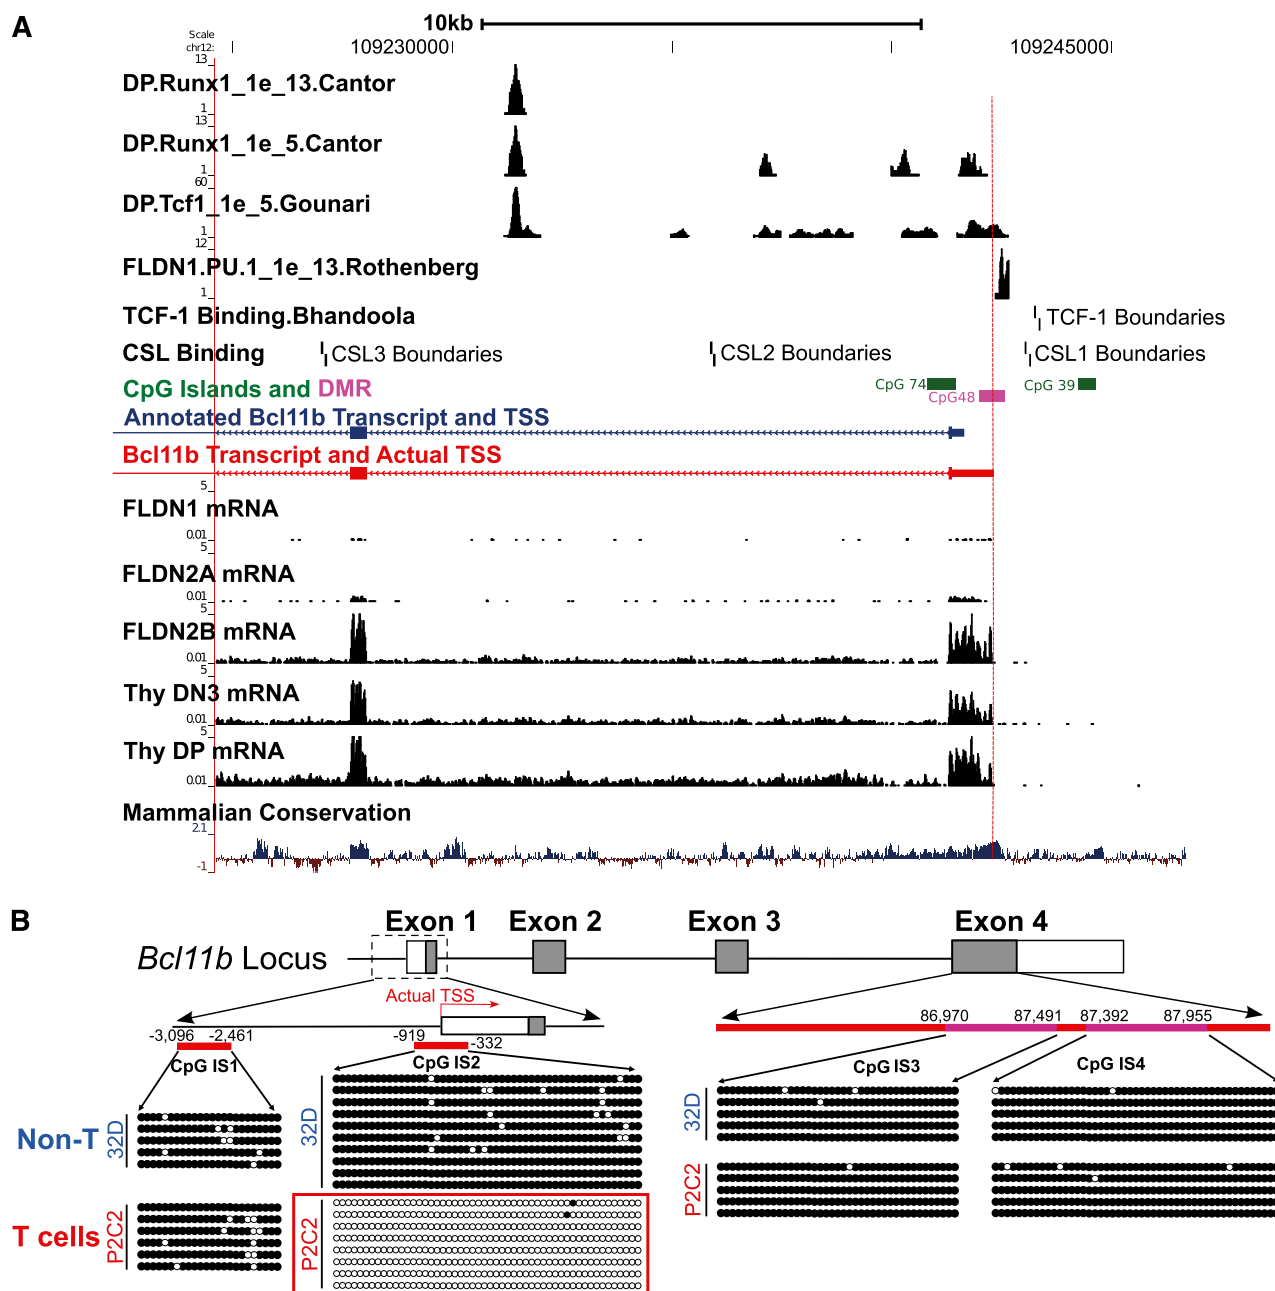 A
10kb
Scale
chr12:
109230000
109245000
13
DP.Runx1_1e_13.Cantor
1
13
DP.Runx1_1e_5.Cantor
1
60
DP.Tcf1_1e_5.Gounari
1
12
FLDN1.PU.1_1e_13.Rothenberg
1
TCF-1 Binding.Bhandoola
TCF-1 Boundaries
CSL Binding
CSL3 Boundaries
CSL2 Boundaries
CSL1 Boundaries
CpG Islands and DMR
CpG 74
CpG 39
CpG48
Annotated Bcl11b Transcript and TSS
Bcl11b Transcript and Actual TSS
5
FLDN1 mRNA
0.01
5
FLDN2A mRNA
0.01
5
FLDN2B mRNA
0.01
5
Thy DN3 mRNA
0.01
5
Thy DP mRNA
0.01
Mammalian Conservation
2.1
-1
B
Exon 1
Exon 2
Exon 3
Exon 4
Bcl11b Locus
Actual TSS
-3,096
-2,461
-919
-332
86,970
87,491
87,392
87,955
CpG IS1
CpG IS2
CpG IS3
CpG IS4
Non-T
32D
32D
32D
T cells
P2C2
P2C2
P2C2